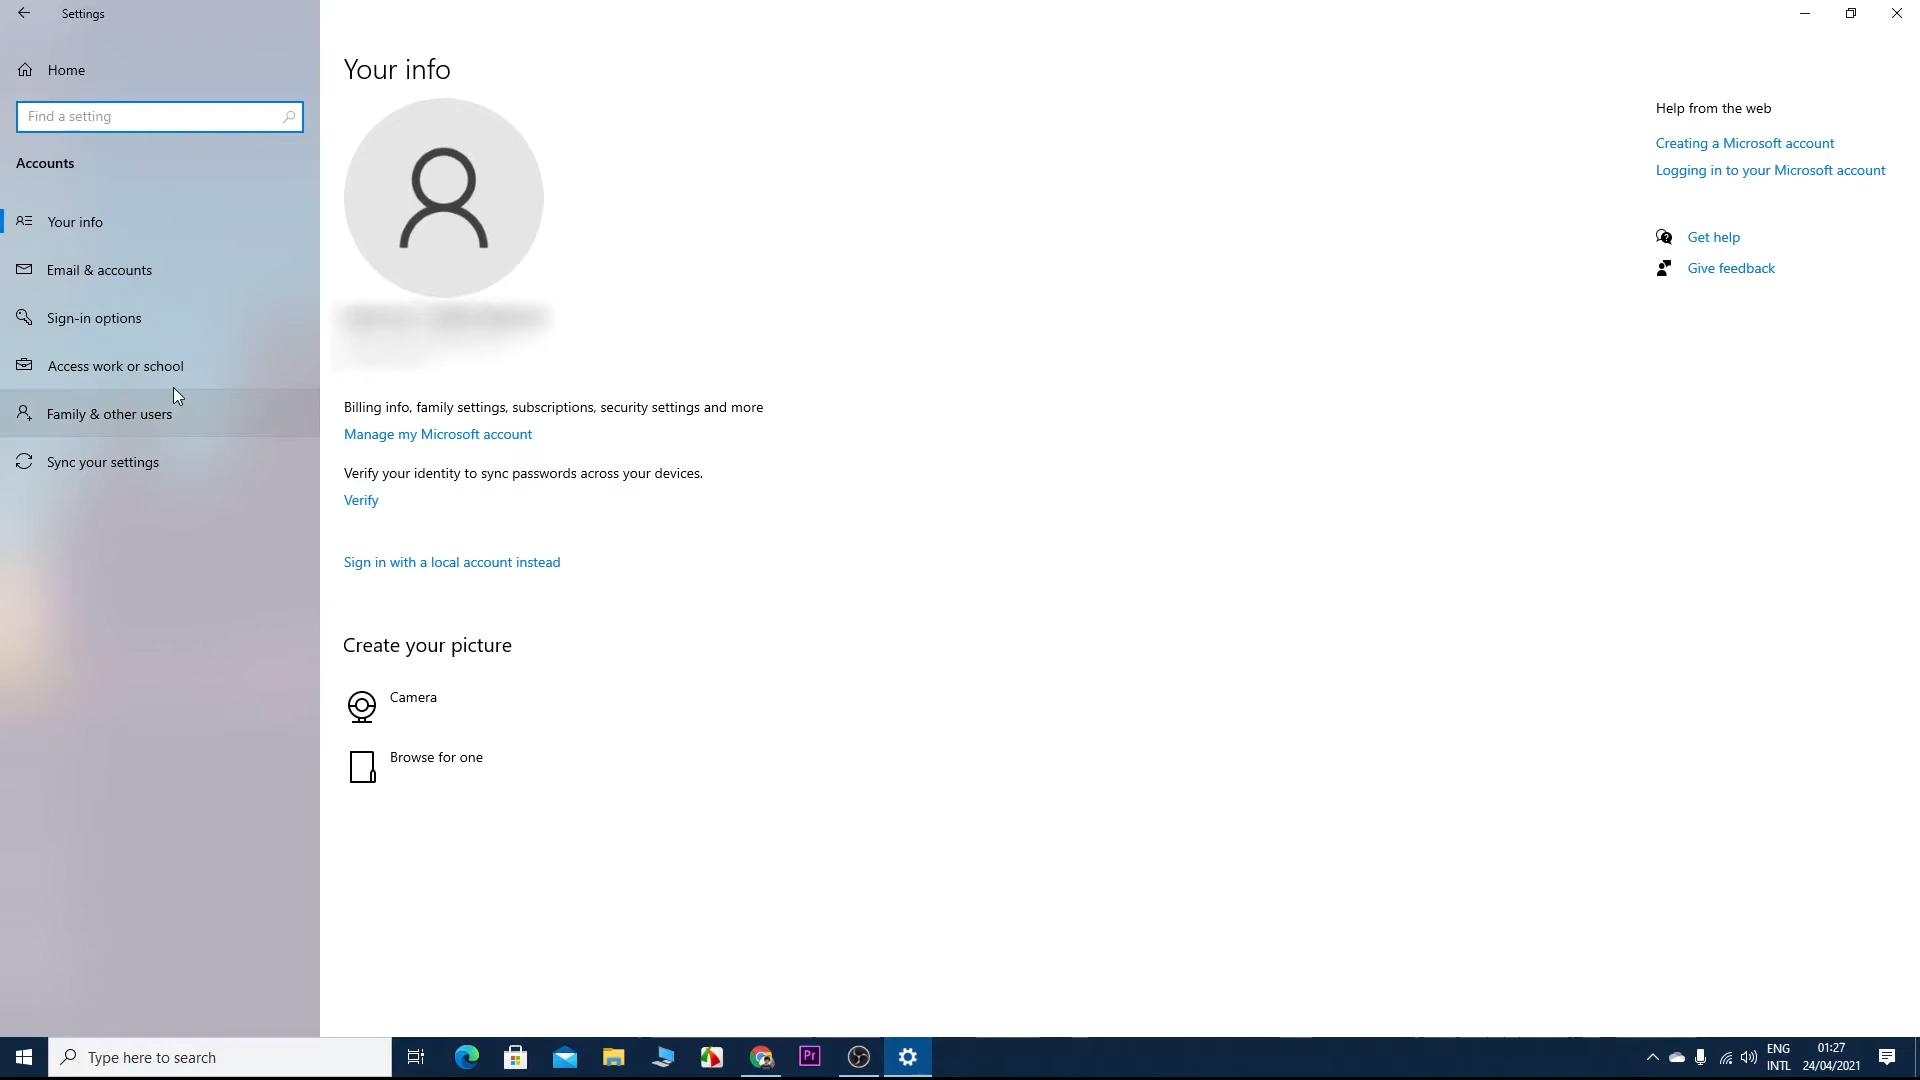 Settings
Home
Find a setting
Accounts
Your info
Email & accounts
Sign-in options
Access work or school
Family & other users
Sync your settings
Your info
Billing info, family settings, subscriptions, security settings and more
Manage my Microsoft account
Verify your identity to sync passwords across your devices.
Verify
Sign in with a local account instead
Create your picture
Camera
Browse for one
Help from the web
Creating a Microsoft account
Logging in to your Microsoft account
Get help
Give feedback
Type here to search
Pr
ENG
INTL
01:27
24/04/2021